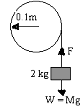 0.1m
F
2 kg
W = Mg